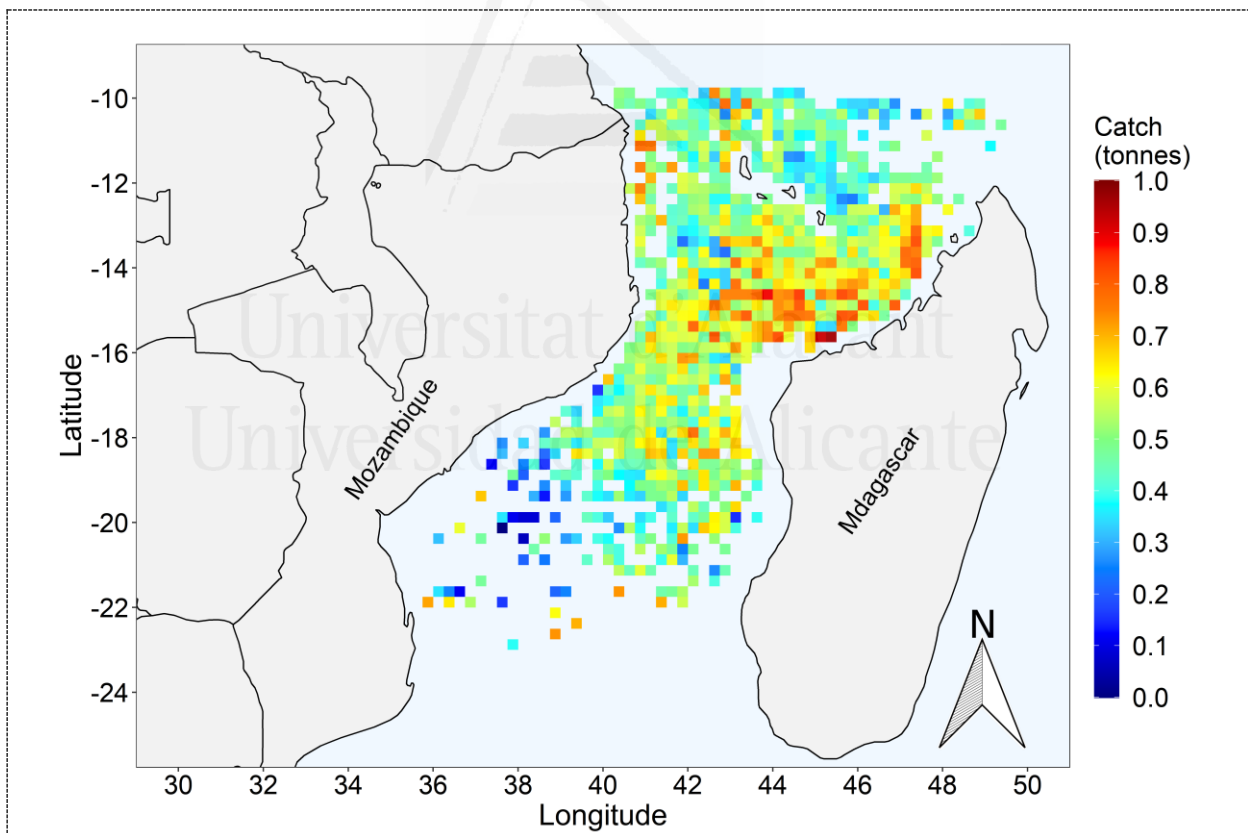 Catch
(tonnes)
1.0
0.9
0.8
0.7
0.6
0.5
0.4
0.3
0.2
0.1
0.0
Latitude
-10
-12
-14
-16
-18
-20
-22
-24
Universitat d'Alacant
Universidad de Alicante
Mozambique
Mdagascar
N
30 32 34 36 38 40 42 44 46 48 50
Longitude